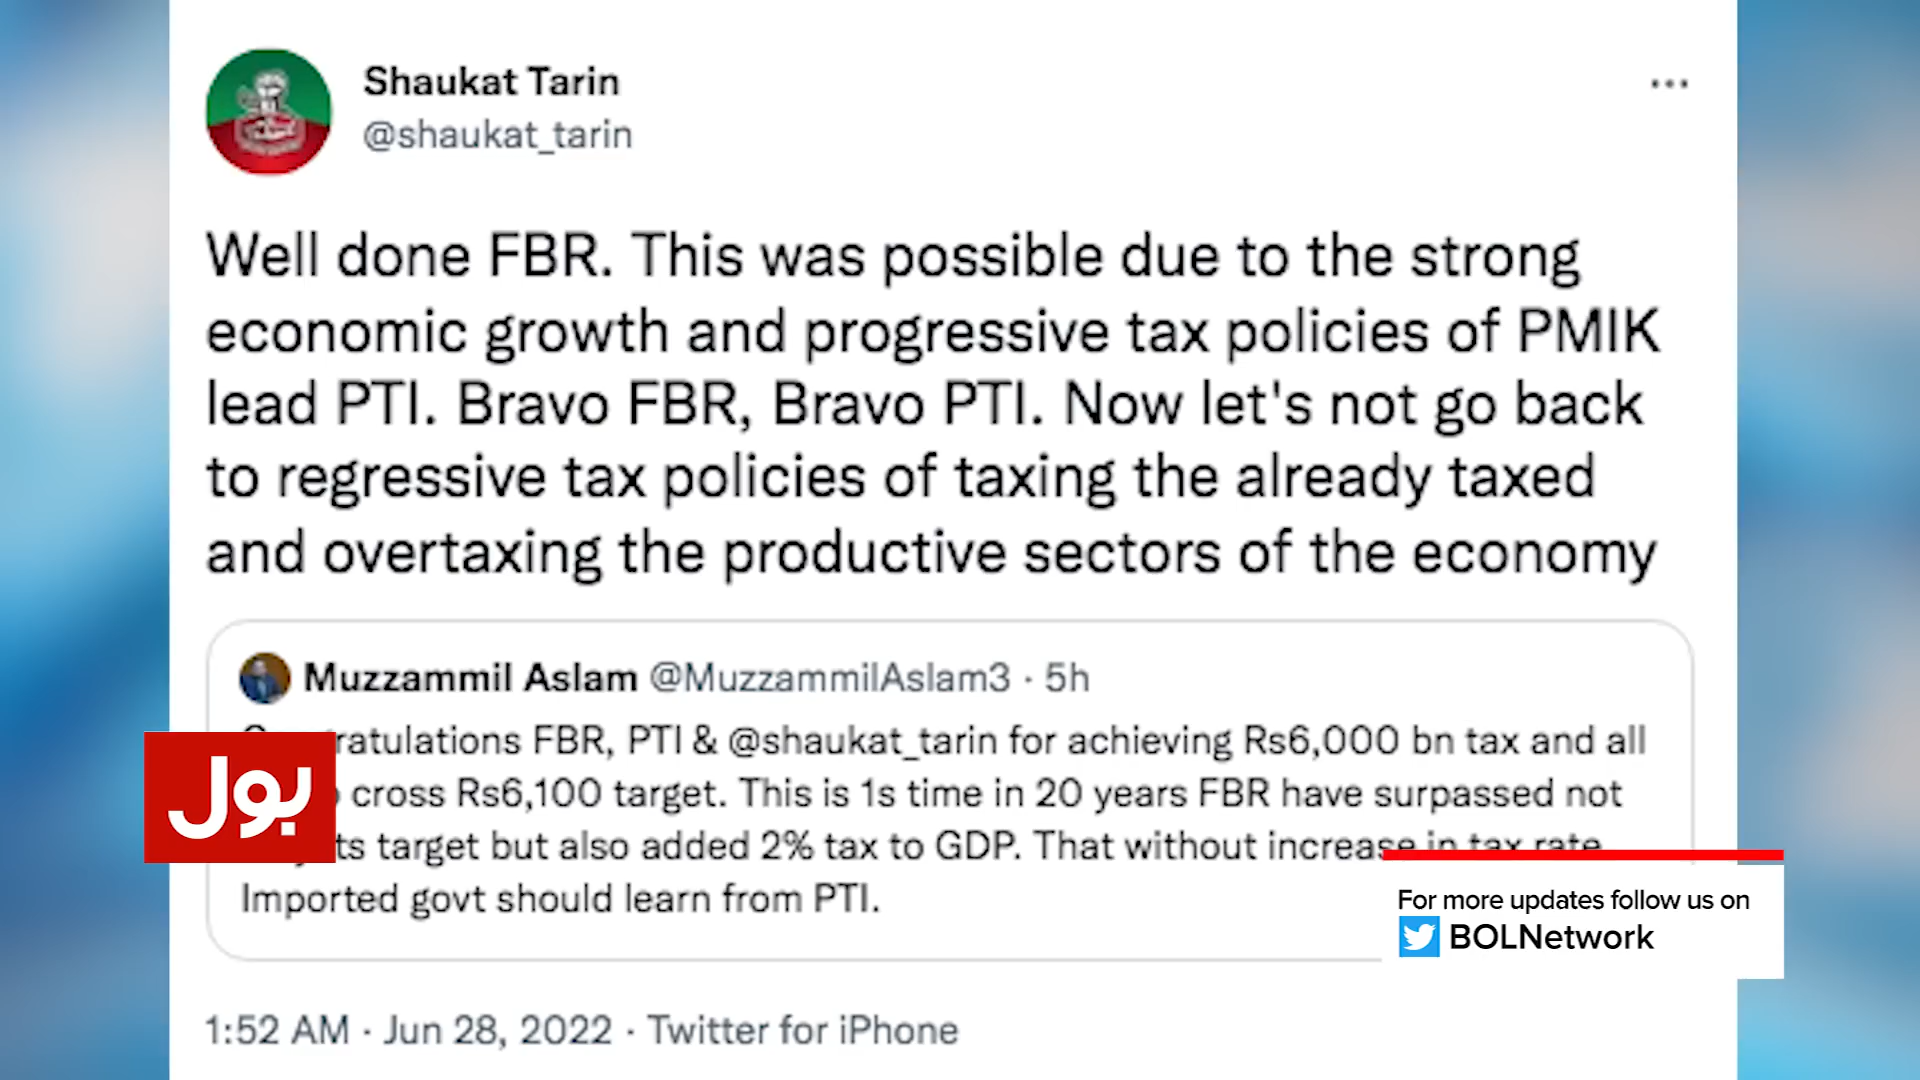 Shaukat Tarin
@shaukat_tarin
Well done FBR. This was possible due to the strong
economic growth and progressive tax policies of PMIK
lead PTI. Bravo FBR, Bravo PTI. Now let's not go back
to regressive tax policies of taxing the already taxed
and overtaxing the productive sectors of the economy
Muzzammil Aslam @MuzzammilAslam3 · 5h
ratulations FBR, PTI & @shaukat_tarin for achieving Rs6,000 bn tax and all
cross Rs6,100 target. This is 1s time in 20 years FBR have surpassed not
ts target but also added 2% tax to GDP. That without increase in tax rate
Imported govt should learn from PTI.
بول
For more updates follow us on
BOLNetwork
1:52 AM · Jun 28, 2022 · Twitter for iPhone